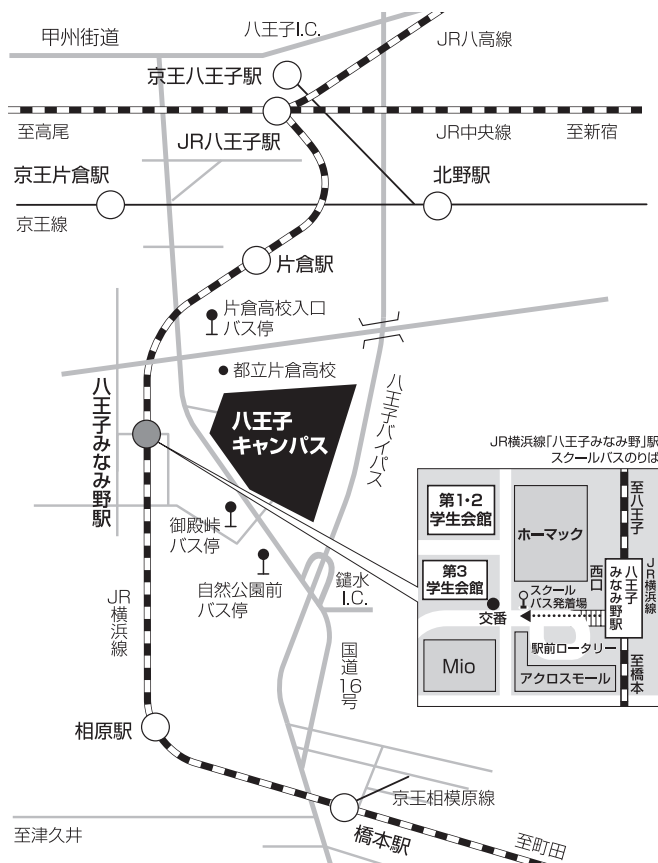 八王子I.C.
甲州街道
JR八高線
京王八王子駅
至高尾
JR八王子駅
JR中央線
至新宿
京王片倉駅
北野駅
京王線
片倉駅
片倉高校入口
バス停
都立片倉高校
八王子バイパス
八王子
キャンパス
八王子みなみ野駅
JR横浜線「八王子みなみ野」駅
スクールバスのりば
第1・2
学生会館
ホーマック
至八王子
第3
学生会館
西口
八王子
みなみ野駅
JR横浜線
スクール
バス発着場
交番
駅前ロータリー
Mio
アクロスモール
至橋本
御殿峠
バス停
自然公園前
バス停
鑓水
I.C.
JR横浜線
国道16号
相原駅
京王相模原線
至津久井
橋本駅
至町田